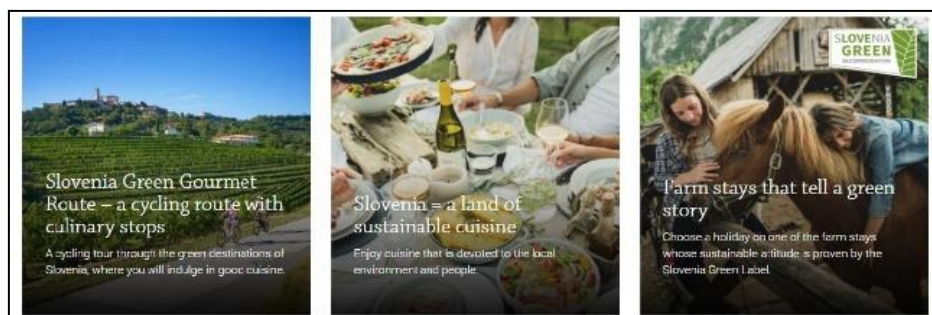 Slovenia Green Gourmet
Route – a cycling route with
culinary stops
A cycling tour through the green destinations of
Slovenia, where you will indulge in good cuisine.
Slovenia = a land of
sustainable cuisine
Enjoy cuisine that is devoted to the local
environment and people.
SLOVENIA
GREEN
ACCOMMODATION
Farm stays that tell a green
story
Choose a holiday on one of the farm stays
whose sustainable attitude is proven by the
Slovenia Green Label